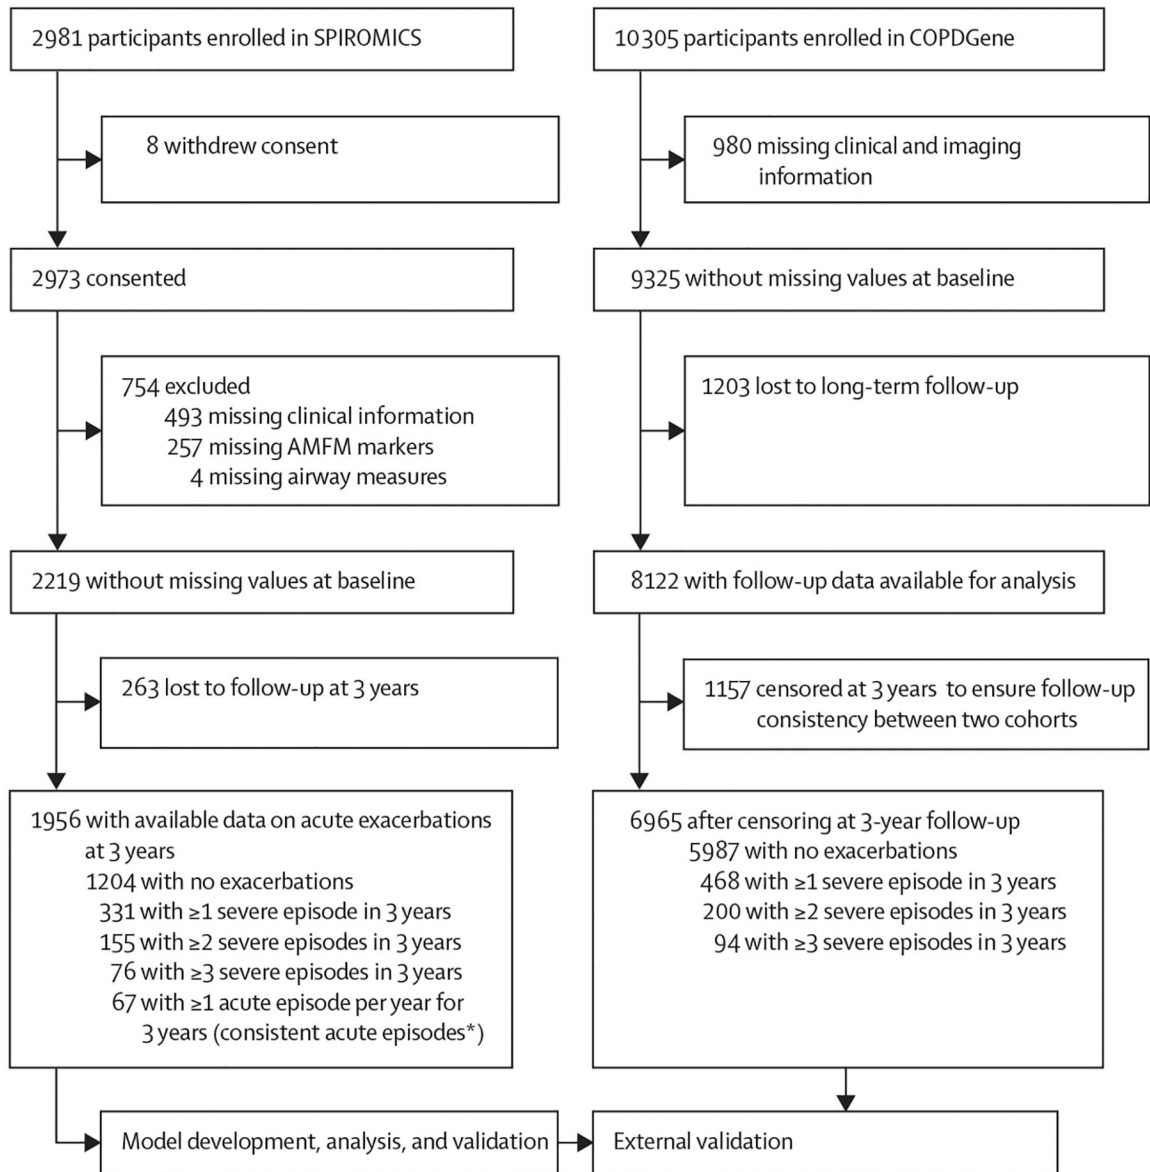 2981 participants enrolled in SPIROMICS
8 withdrew consent
2973 consented
754 excluded
493 missing clinical information
257 missing AMFM markers
4 missing airway measures
2219 without missing values at baseline
263 lost to follow-up at 3 years
1956 with available data on acute exacerbations
at 3 years
1204 with no exacerbations
331 with ≥1 severe episode in 3 years
155 with ≥2 severe episodes in 3 years
76 with ≥3 severe episodes in 3 years
67 with ≥1 acute episode per year for
3 years (consistent acute episodes*)
Model development, analysis, and validation
10305 participants enrolled in COPDGene
980 missing clinical and imaging
information
9325 without missing values at baseline
1203 lost to long-term follow-up
8122 with follow-up data available for analysis
1157 censored at 3 years to ensure follow-up
consistency between two cohorts
6965 after censoring at 3-year follow-up
5987 with no exacerbations
468 with ≥1 severe episode in 3 years
200 with ≥2 severe episodes in 3 years
94 with ≥3 severe episodes in 3 years
External validation